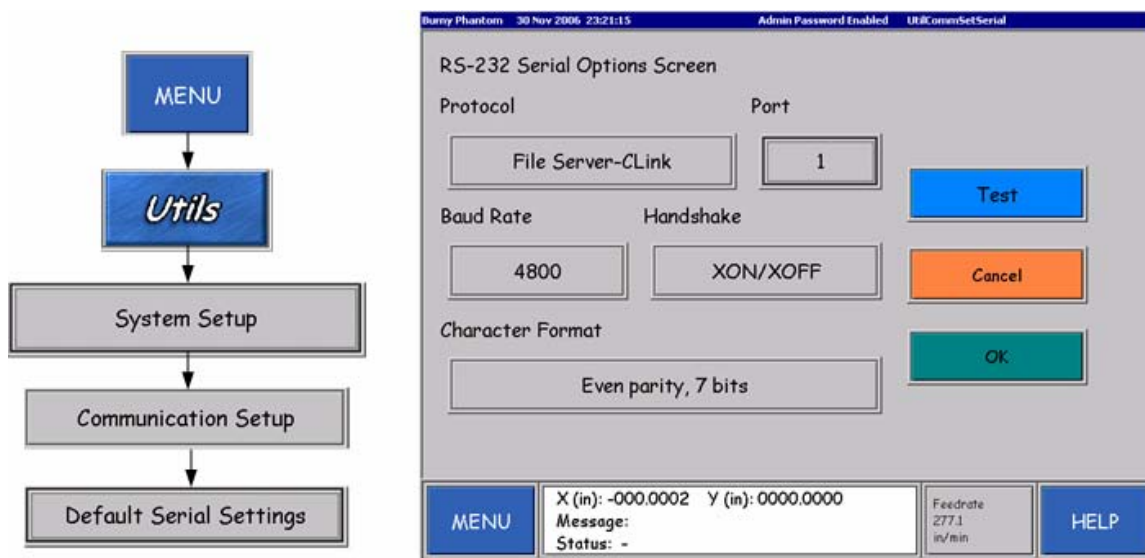 MENU
Utils
System Setup
Communication Setup
Default Serial Settings
Burny Phantom 30 Nov 2006 23:21:15 Admin Password Enabled UtilCommSetSerial
RS-232 Serial Options Screen
Protocol Port
File Server-CLink 1
Test
Baud Rate Handshake
4800 XON/XOFF
Cancel
Character Format
OK
Even parity, 7 bits
MENU
X (in): -000.0002 Y (in): 0000.0000
Message:
Status: -
Feedrate
277.1
in/min
HELP